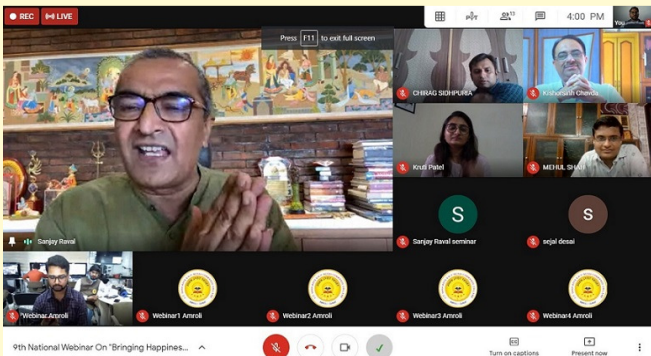 REC LIVE
Press F11 to exit full screen
13
4:00 PM
You
CHIRAG SIDHPURIA
Kishorsinh Chavda
Kruti Patel
MEHUL SHAH
Sanjay Raval
S
Sanjay Raval seminar
s
sejal desai
Webinar Amroli
Webinar1 Amroli
Webinar2 Amroli
Webinar3 Amroli
Webinar4 Amroli
9th National Webinar On "Bringing Happines...
Turn on captions
Present now